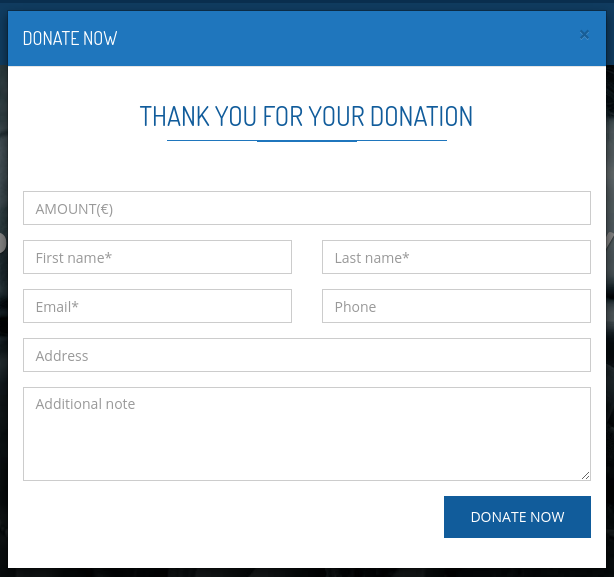 DONATE NOW ×
THANK YOU FOR YOUR DONATION
AMOUNT(€)
First name* Last name*
Email* Phone
Address
Additional note
DONATE NOW